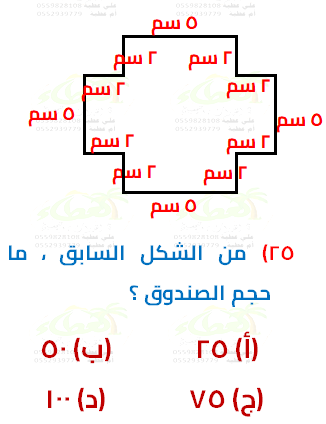 ٥ سم
٢ سم ٢ سم
٢ سم ٢ سم
٥ سم ٥ سم
٢ سم ٢ سم
٢ سم ٢ سم
٥ سم
٢٥) من الشكل السابق ، ما
حجم الصندوق ؟
(أ) ٢٥ (ب) ٥٠
(ج) ٧٥ (د) ١٠٠